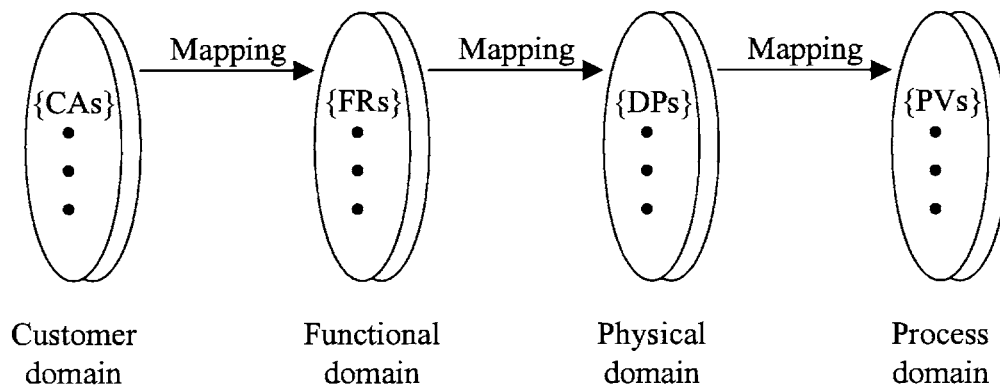 Mapping Mapping Mapping
{CAs} {FRs} {DPs} {PVs}
Customer Functional Physical Process
domain domain domain domain